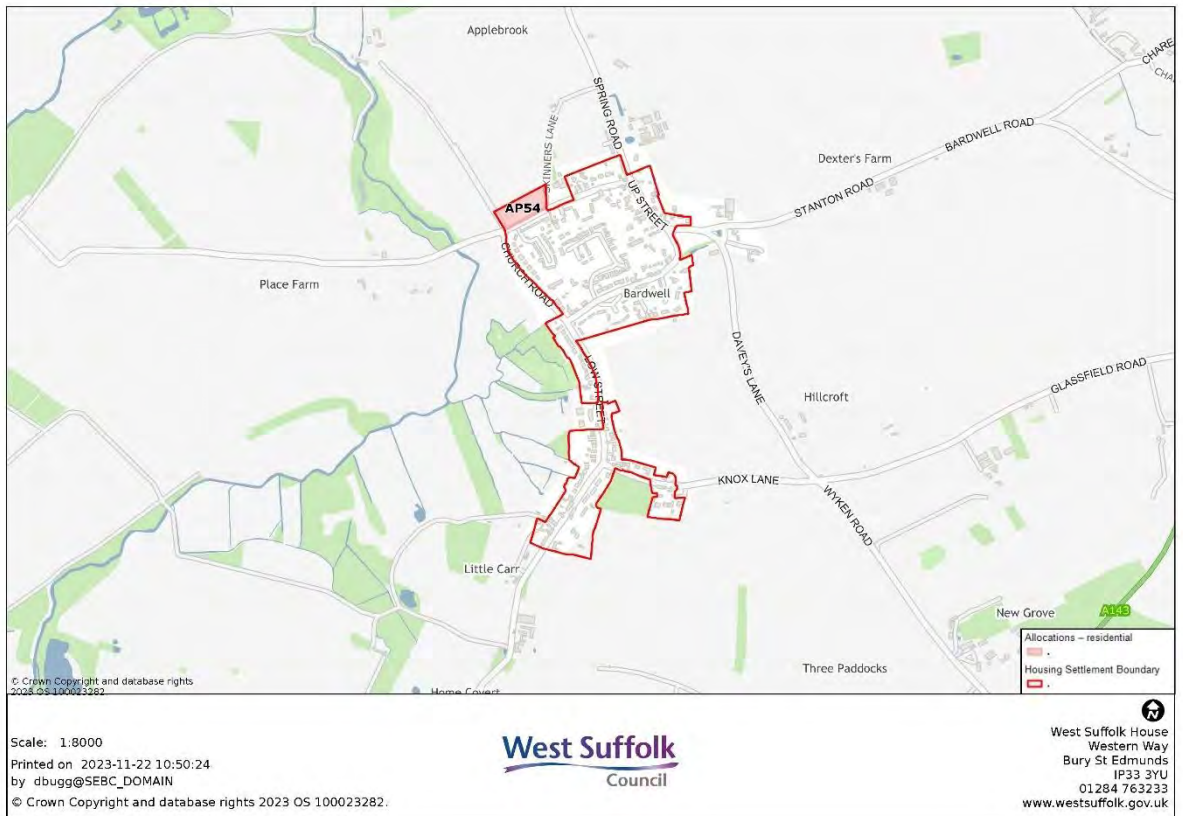 Applebrook
SPRING ROAD
SKINNERS LANE
CHARE
CHA
BARDWELL ROAD
Dexter's Farm
STANTON ROAD
UP STREET
AP54
CHURCH ROAD
Place Farm
Bardwell
DAVEY'S LANE
LOW STREET
GLASSFIELD ROAD
Hillcroft
KNOX LANE
WYKEN ROAD
Little Carr
New Grove
A143
Three Paddocks
Home Covert
Allocations – residential
.
Housing Settlement Boundary
.
© Crown Copyright and database rights
2023 OS 100023282.
N
Scale: 1:8000
Printed on 2023-11-22 10:50:24
by dbugg@SEBC_DOMAIN
© Crown Copyright and database rights 2023 OS 100023282.
West Suffolk
Council
West Suffolk House
Western Way
Bury St Edmunds
IP33 3YU
01284 763233
www.westsuffolk.gov.uk